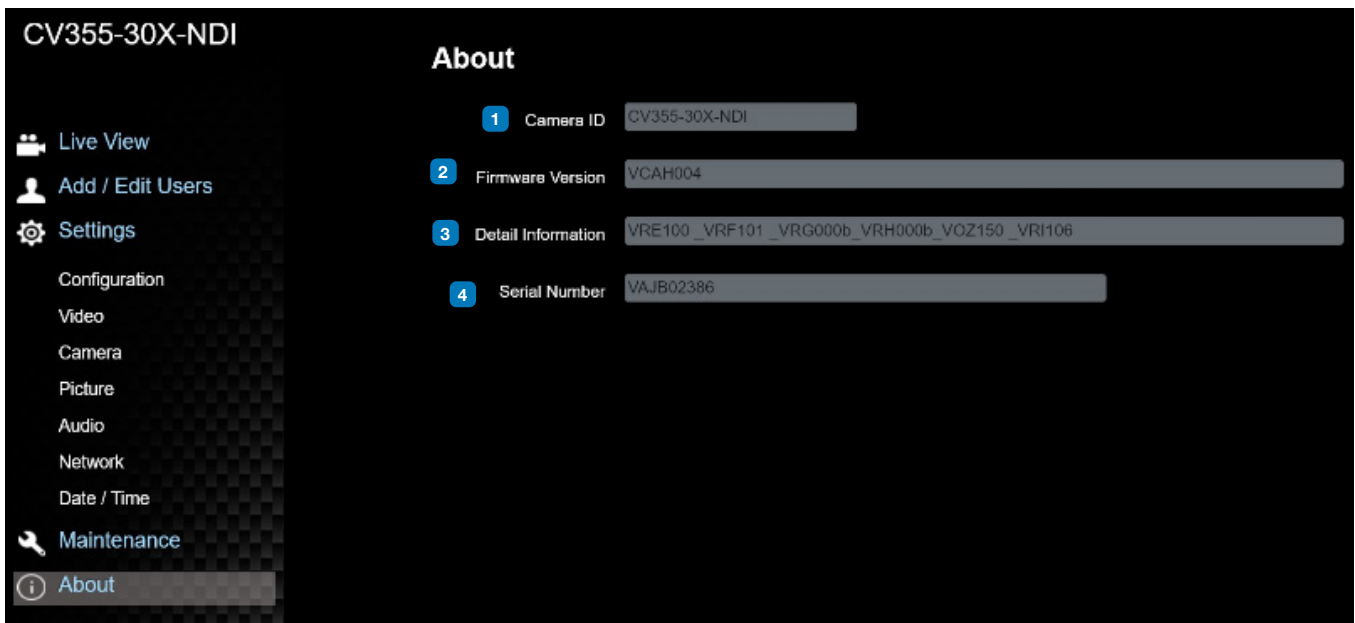 CV355-30X-NDI
Live View
Add / Edit Users
Settings
Configuration
Video
Camera
Picture
Audio
Network
Date / Time
Maintenance
About
About
1 Camera ID CV355-30X-NDI
2 Firmware Version VCAH004
3 Detail Information VRE100 _VRF101 _VRG000b_VRH000b_VOZ150 _VRI106
4 Serial Number VAJB02386